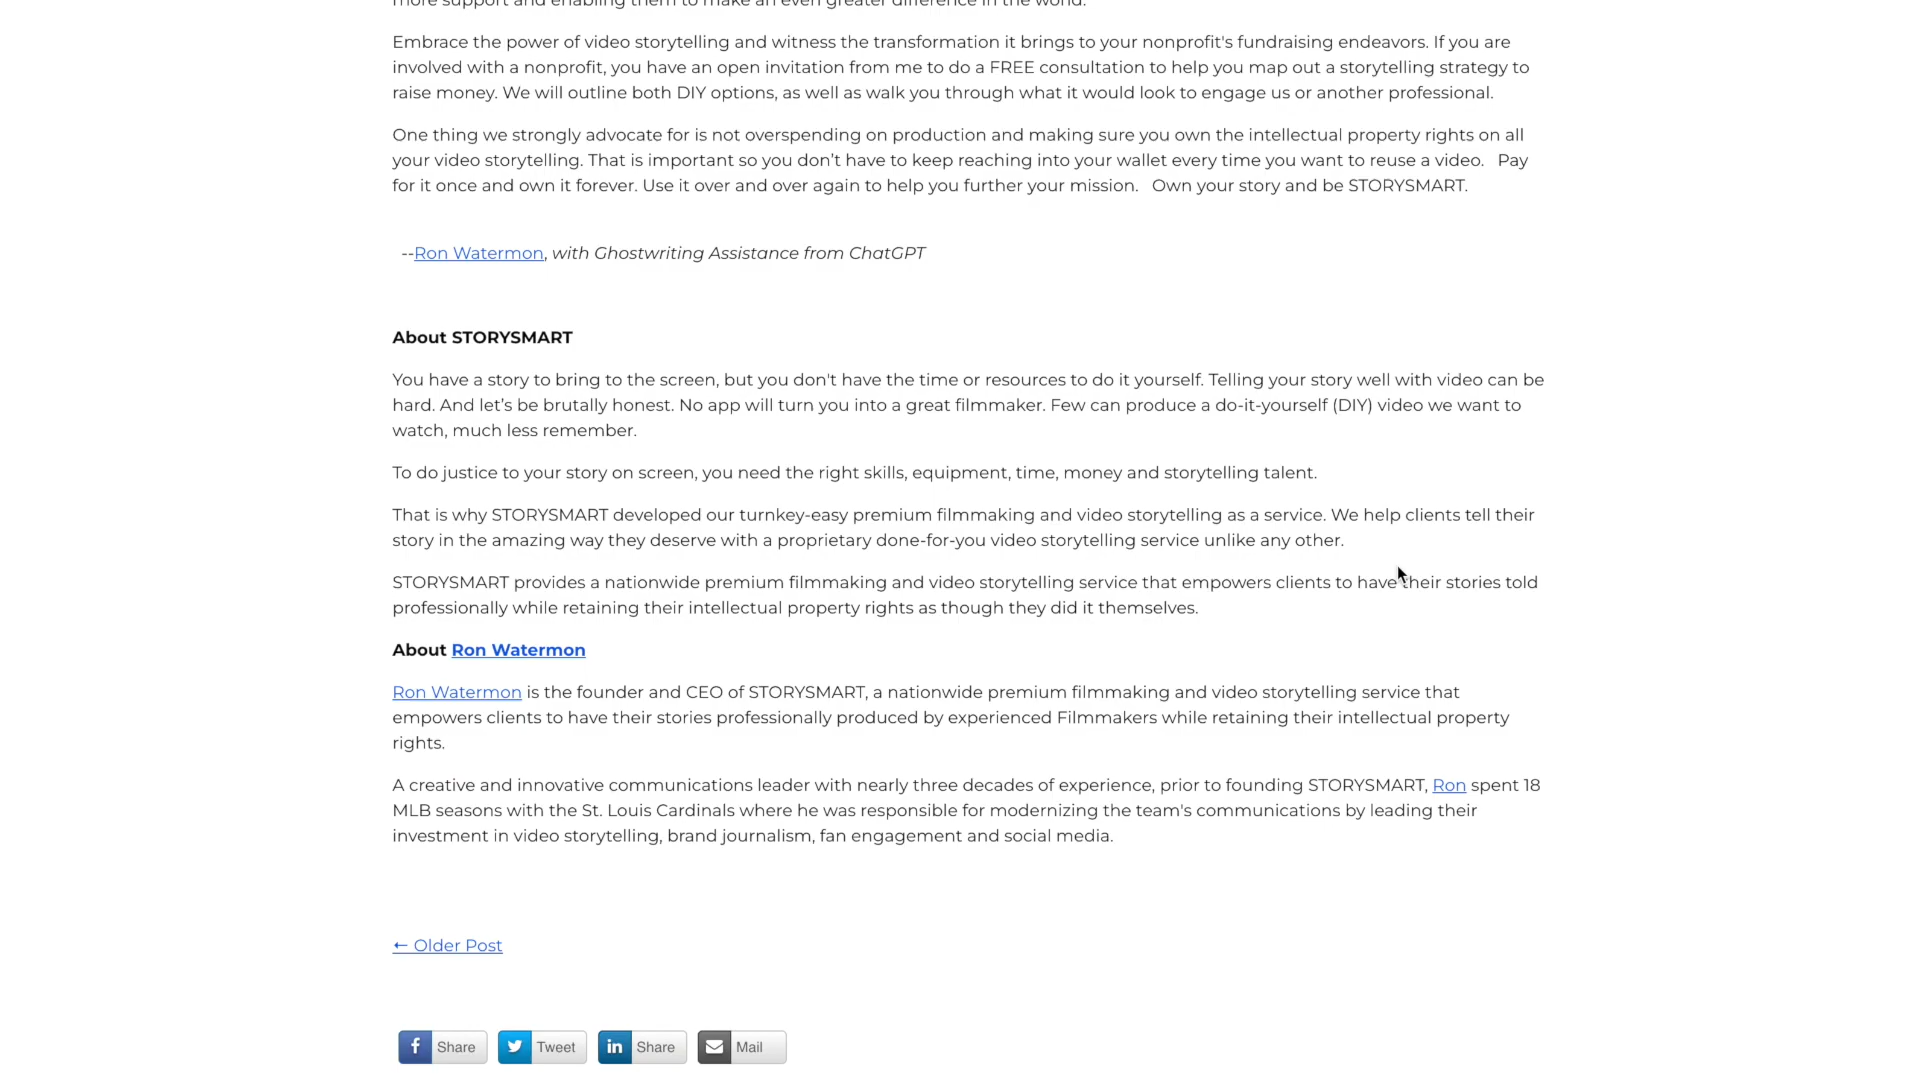 more support and enabling them to make an even greater difference in the world.
Embrace the power of video storytelling and witness the transformation it brings to your nonprofit's fundraising endeavors. If you are
involved with a nonprofit, you have an open invitation from me to do a FREE consultation to help you map out a storytelling strategy to
raise money. We will outline both DIY options, as well as walk you through what it would look to engage us or another professional.
One thing we strongly advocate for is not overspending on production and making sure you own the intellectual property rights on all
your video storytelling. That is important so you don’t have to keep reaching into your wallet every time you want to reuse a video.   Pay
for it once and own it forever. Use it over and over again to help you further your mission.   Own your story and be STORYSMART.
--Ron Watermon, with Ghostwriting Assistance from ChatGPT
About STORYSMART
You have a story to bring to the screen, but you don't have the time or resources to do it yourself. Telling your story well with video can be
hard. And let’s be brutally honest. No app will turn you into a great filmmaker. Few can produce a do-it-yourself (DIY) video we want to
watch, much less remember.
To do justice to your story on screen, you need the right skills, equipment, time, money and storytelling talent.
That is why STORYSMART developed our turnkey-easy premium filmmaking and video storytelling as a service. We help clients tell their
story in the amazing way they deserve with a proprietary done-for-you video storytelling service unlike any other.
STORYSMART provides a nationwide premium filmmaking and video storytelling service that empowers clients to have their stories told
professionally while retaining their intellectual property rights as though they did it themselves.
About Ron Watermon
Ron Watermon is the founder and CEO of STORYSMART, a nationwide premium filmmaking and video storytelling service that
empowers clients to have their stories professionally produced by experienced Filmmakers while retaining their intellectual property
rights.
A creative and innovative communications leader with nearly three decades of experience, prior to founding STORYSMART, Ron spent 18
MLB seasons with the St. Louis Cardinals where he was responsible for modernizing the team's communications by leading their
investment in video storytelling, brand journalism, fan engagement and social media.
← Older Post
Share Tweet Share Mail